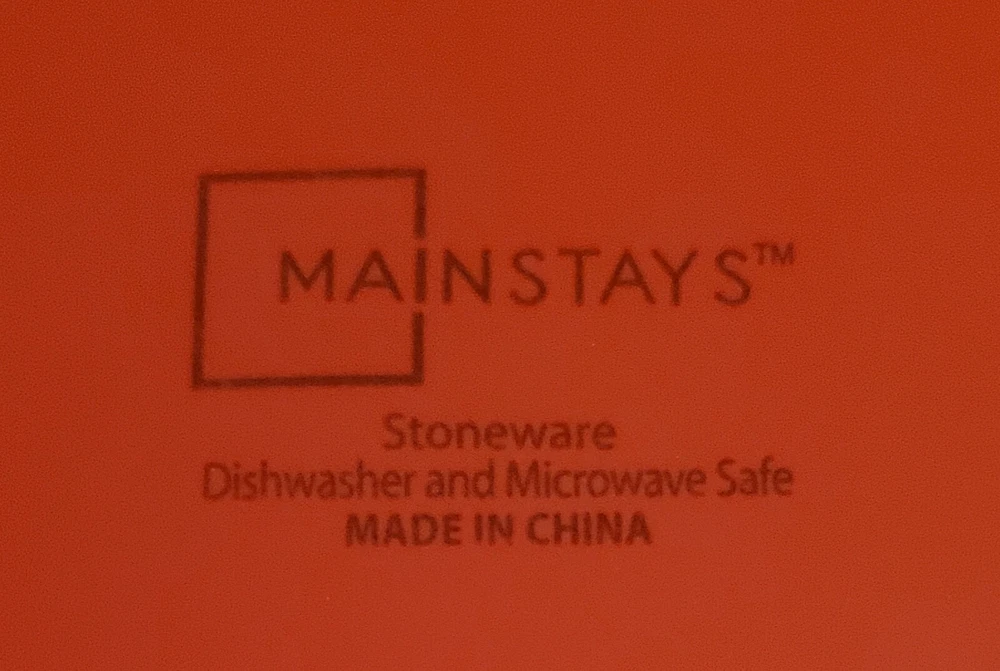 MAINSTAYS™
Stoneware
Dishwasher and Microwave Safe
MADE IN CHINA